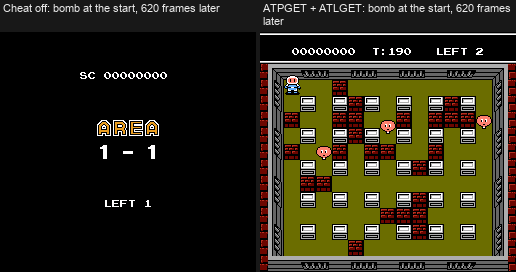 Cheat off: bomb at the start, 620 frames later
SC 00000000
AREA
1 - 1
LEFT 1
ATPGET + ATLGET: bomb at the start, 620 frames
later
00000000 T:190 LEFT 2